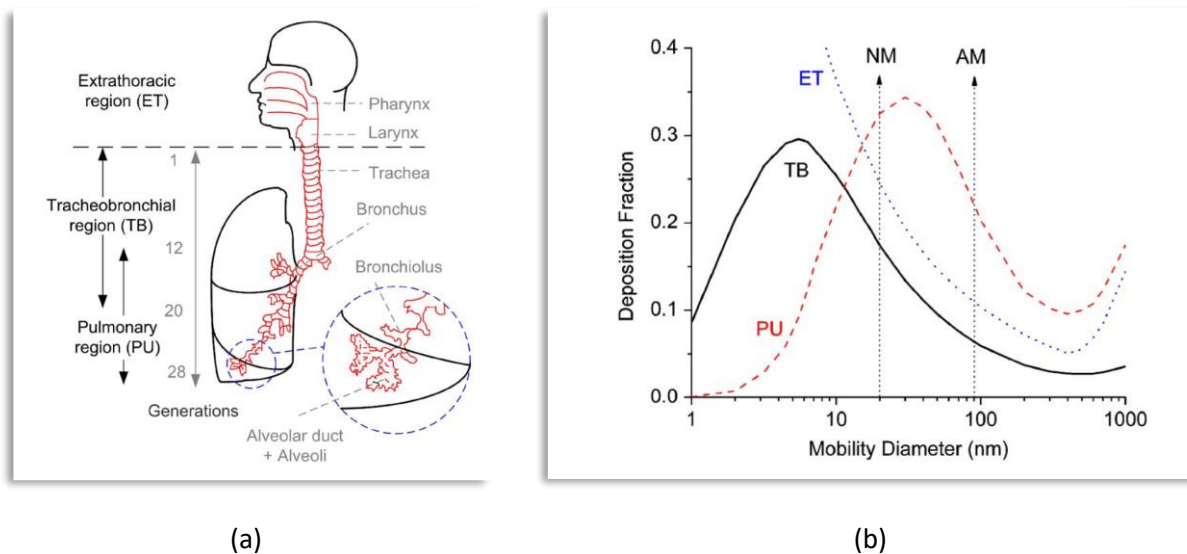 Extrathoracic
region (ET)
Pharynx
Larynx
1
Trachea
Tracheobronchial
region (TB)
Bronchus
12
Bronchiolus
20
Pulmonary
region (PU)
28
Generations
Alveolar duct
+ Alveoli
(a)
0.4
NM
AM
ET
0.3
TB
0.2
Deposition Fraction
0.1
PU
0.0
1
10
100
1000
Mobility Diameter (nm)
(b)